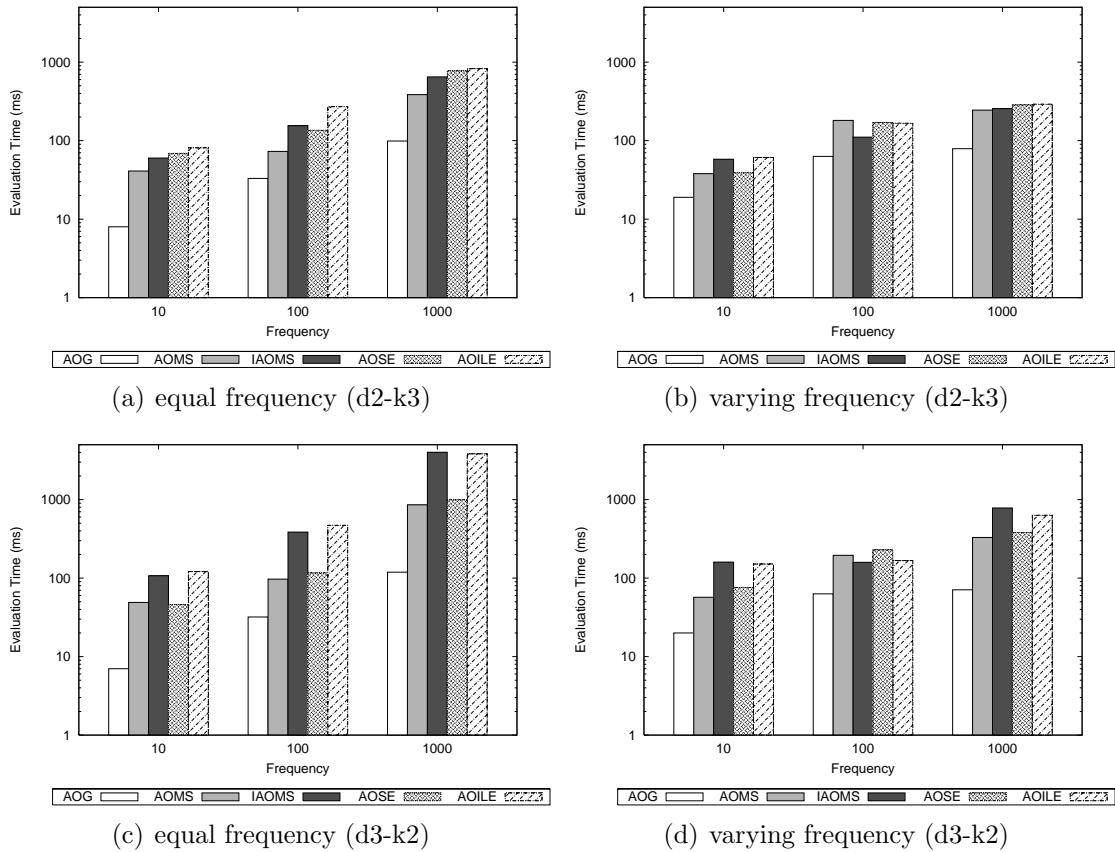 1000
100
10
1
Evaluation Time (ms)
10 100 1000
Frequency
AOG AOMS IAOMS AOSE AOILE
(a) equal frequency (d2-k3)
1000
100
10
1
Evaluation Time (ms)
10 100 1000
Frequency
AOG AOMS IAOMS AOSE AOILE
(b) varying frequency (d2-k3)
1000
100
10
1
Evaluation Time (ms)
10 100 1000
Frequency
AOG AOMS IAOMS AOSE AOILE
(c) equal frequency (d3-k2)
1000
100
10
1
Evaluation Time (ms)
10 100 1000
Frequency
AOG AOMS IAOMS AOSE AOILE
(d) varying frequency (d3-k2)